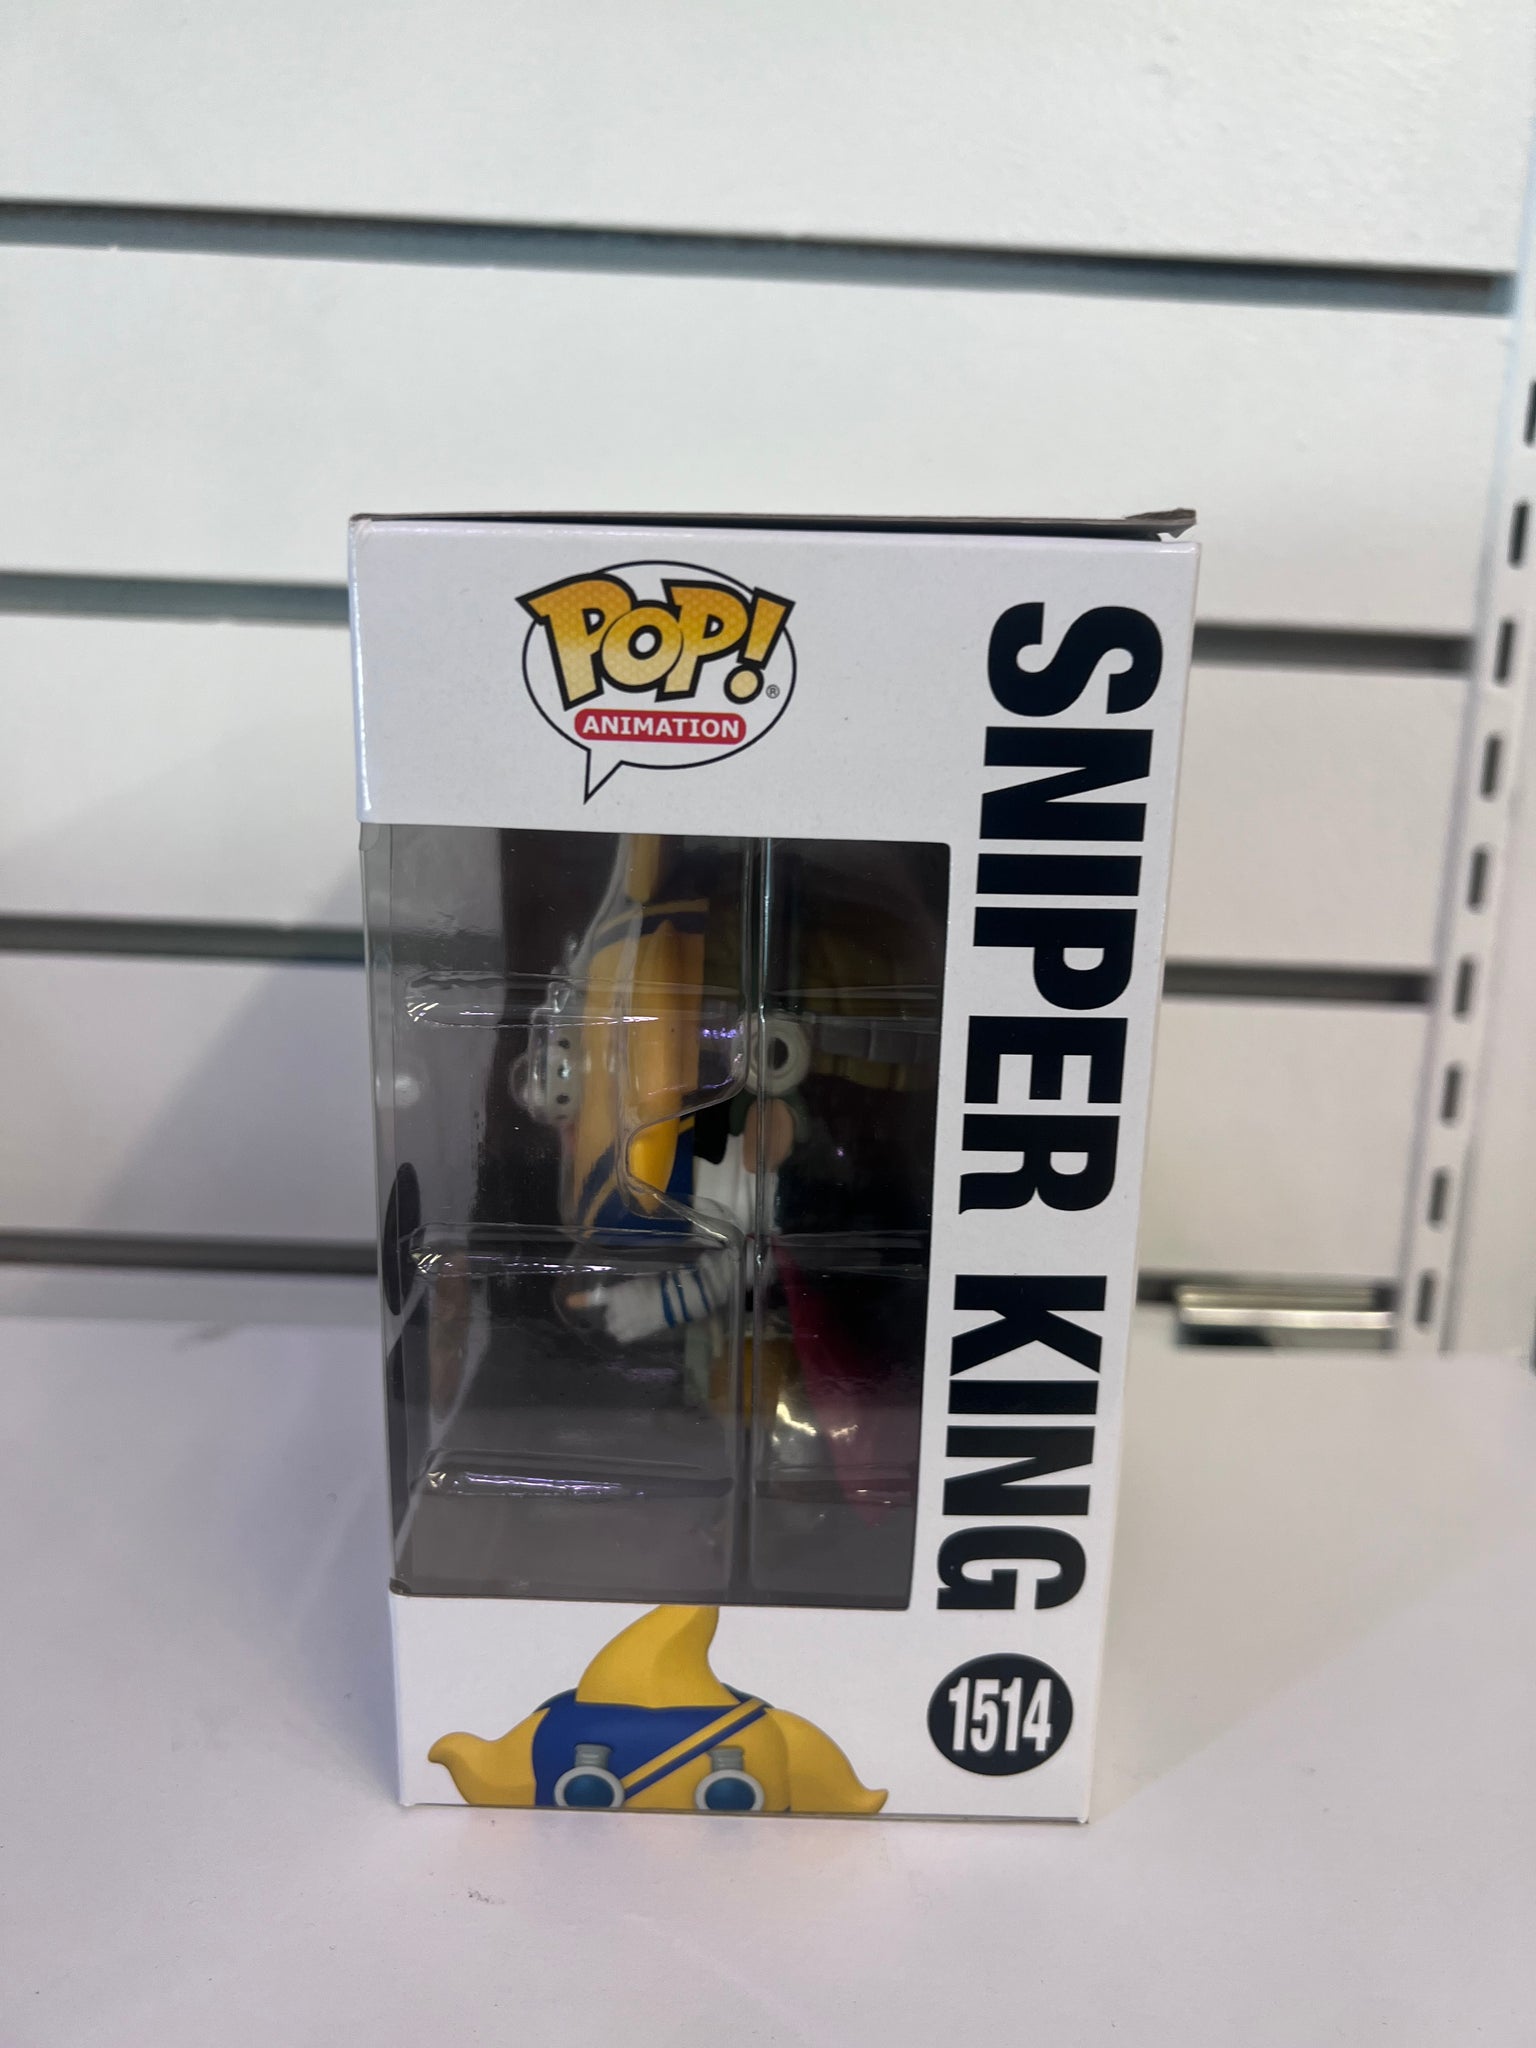 POP!®
ANIMATION
SNIPER KING
1514